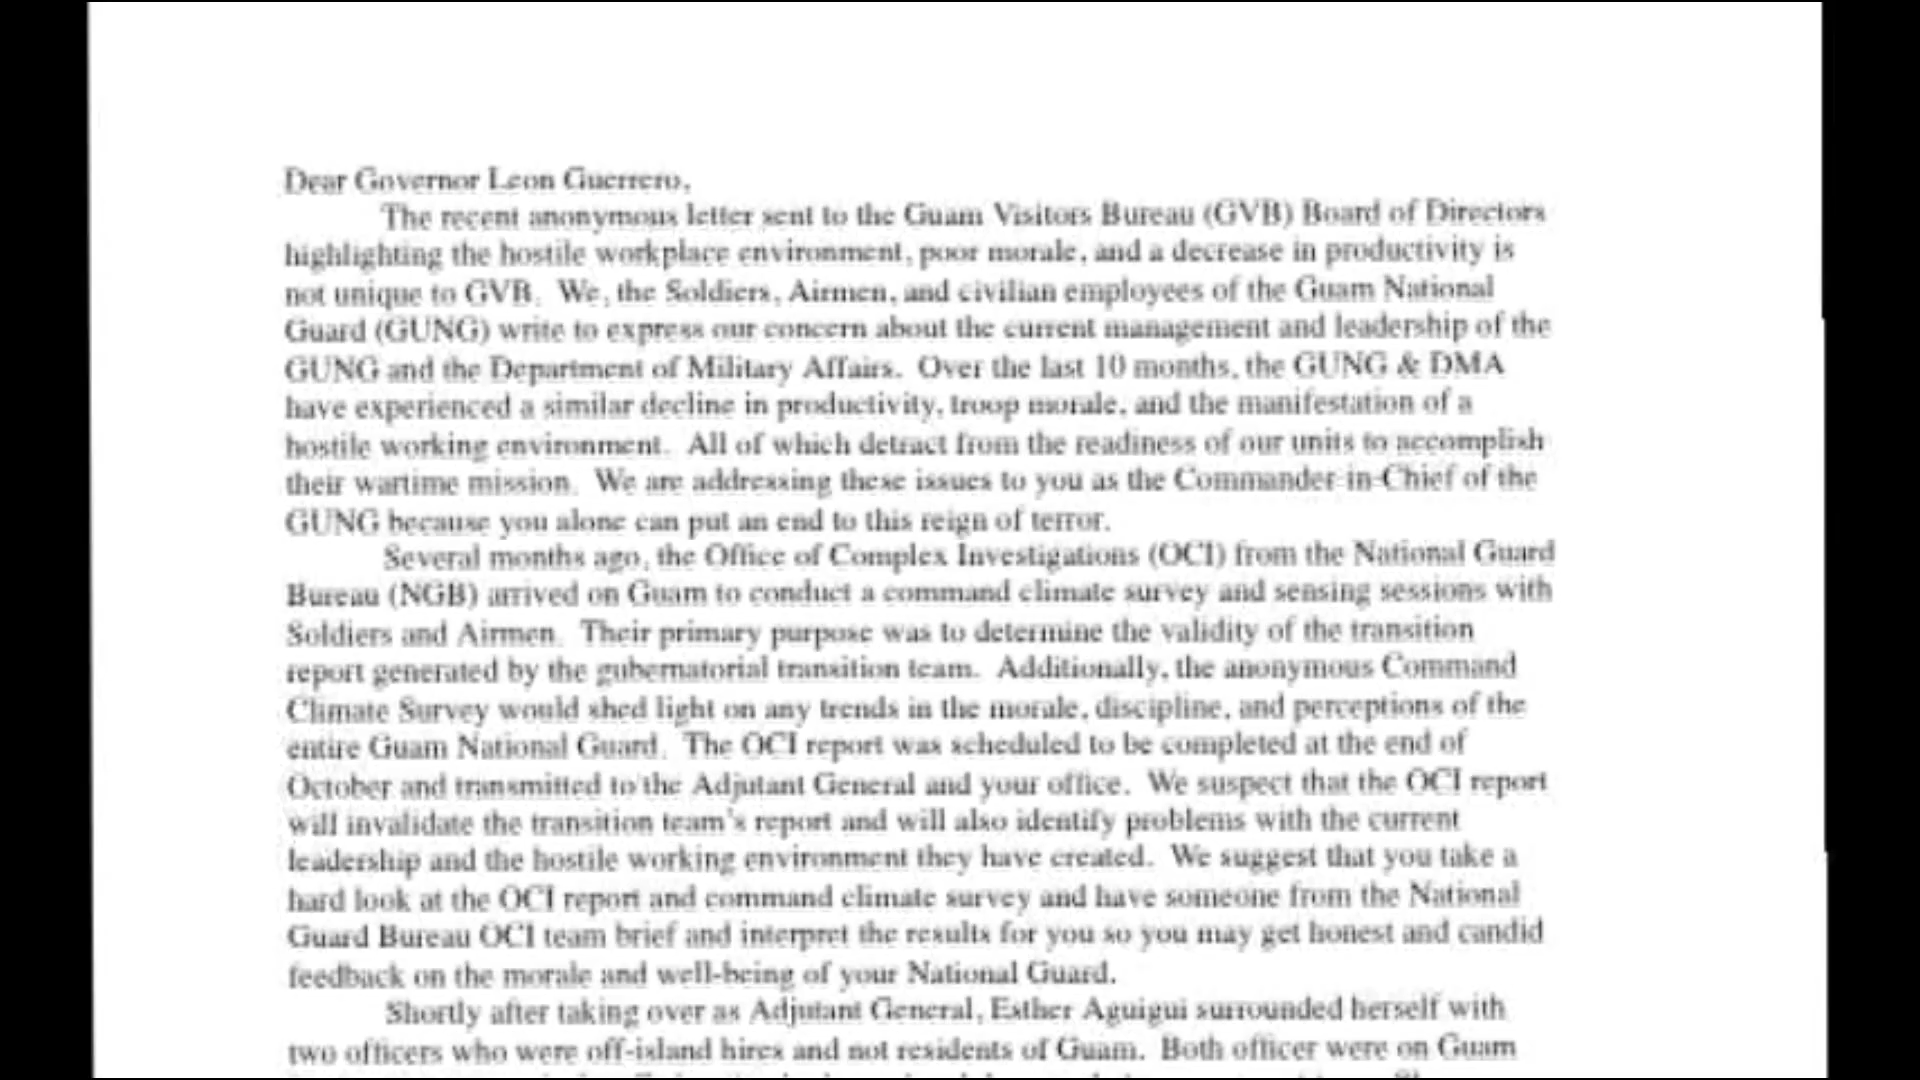 Dear Governor Leon Guerrero,
The recent anonymous letter sent to the Guam Visitors Bureau (GVB) Board of Directors
highlighting the hostile workplace environment, poor morale, and a decrease in productivity is
not unique to GVB. We, the Soldiers, Airmen, and civilian employees of the Guam National
Guard (GUNG) write to express our concern about the current management and leadership of the
GUNG and the Department of Military Affairs. Over the last 10 months, the GUNG & DMA
have experienced a similar decline in productivity, troop morale, and the manifestation of a
hostile working environment. All of which detract from the readiness of our units to accomplish
their wartime mission. We are addressing these issues to you as the Commander-in-Chief of the
GUNG because you alone can put an end to this reign of terror.
Several months ago, the Office of Complex Investigations (OCI) from the National Guard
Bureau (NGB) arrived on Guam to conduct a command climate survey and sensing sessions with
Soldiers and Airmen. Their primary purpose was to determine the validity of the transition
report generated by the gubernatorial transition team. Additionally, the anonymous Command
Climate Survey would shed light on any trends in the morale, discipline, and perceptions of the
entire Guam National Guard. The OCI report was scheduled to be completed at the end of
October and transmitted to the Adjutant General and your office. We suspect that the OCI report
will invalidate the transition team's report and will also identify problems with the current
leadership and the hostile working environment they have created. We suggest that you take a
hard look at the OCI report and command climate survey and have someone from the National
Guard Bureau OCI team brief and interpret the results for you so you may get honest and candid
feedback on the morale and well-being of your National Guard.
Shortly after taking over as Adjutant General, Esther Aguigui surrounded herself with
two officers who were off-island hires and not residents of Guam. Both officer were on Guam